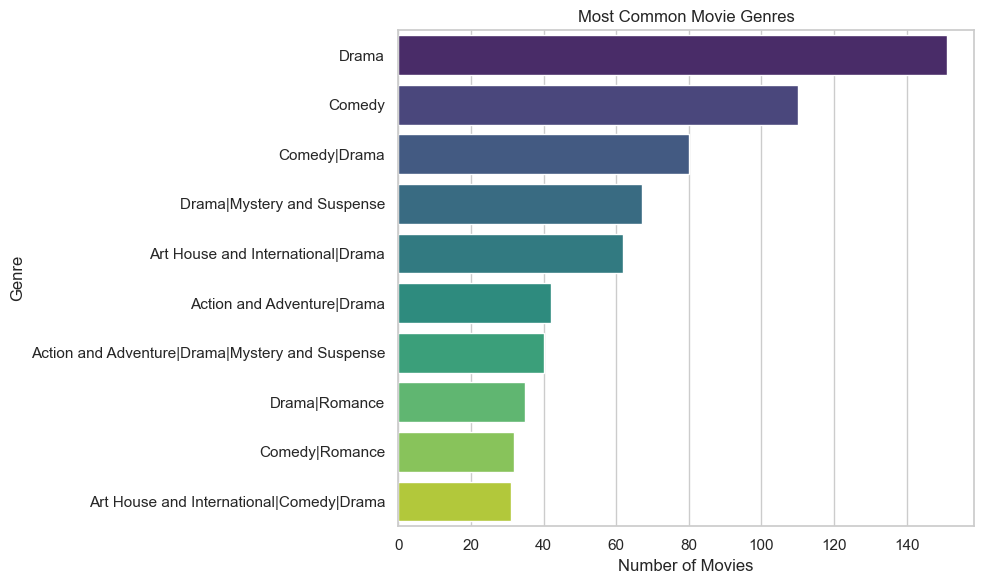 Most Common Movie Genres
Genre
Drama
Comedy
Comedy|Drama
Drama|Mystery and Suspense
Art House and International|Drama
Action and Adventure|Drama
Action and Adventure|Drama|Mystery and Suspense
Drama|Romance
Comedy|Romance
Art House and International|Comedy|Drama
0 20 40 60 80 100 120 140
Number of Movies